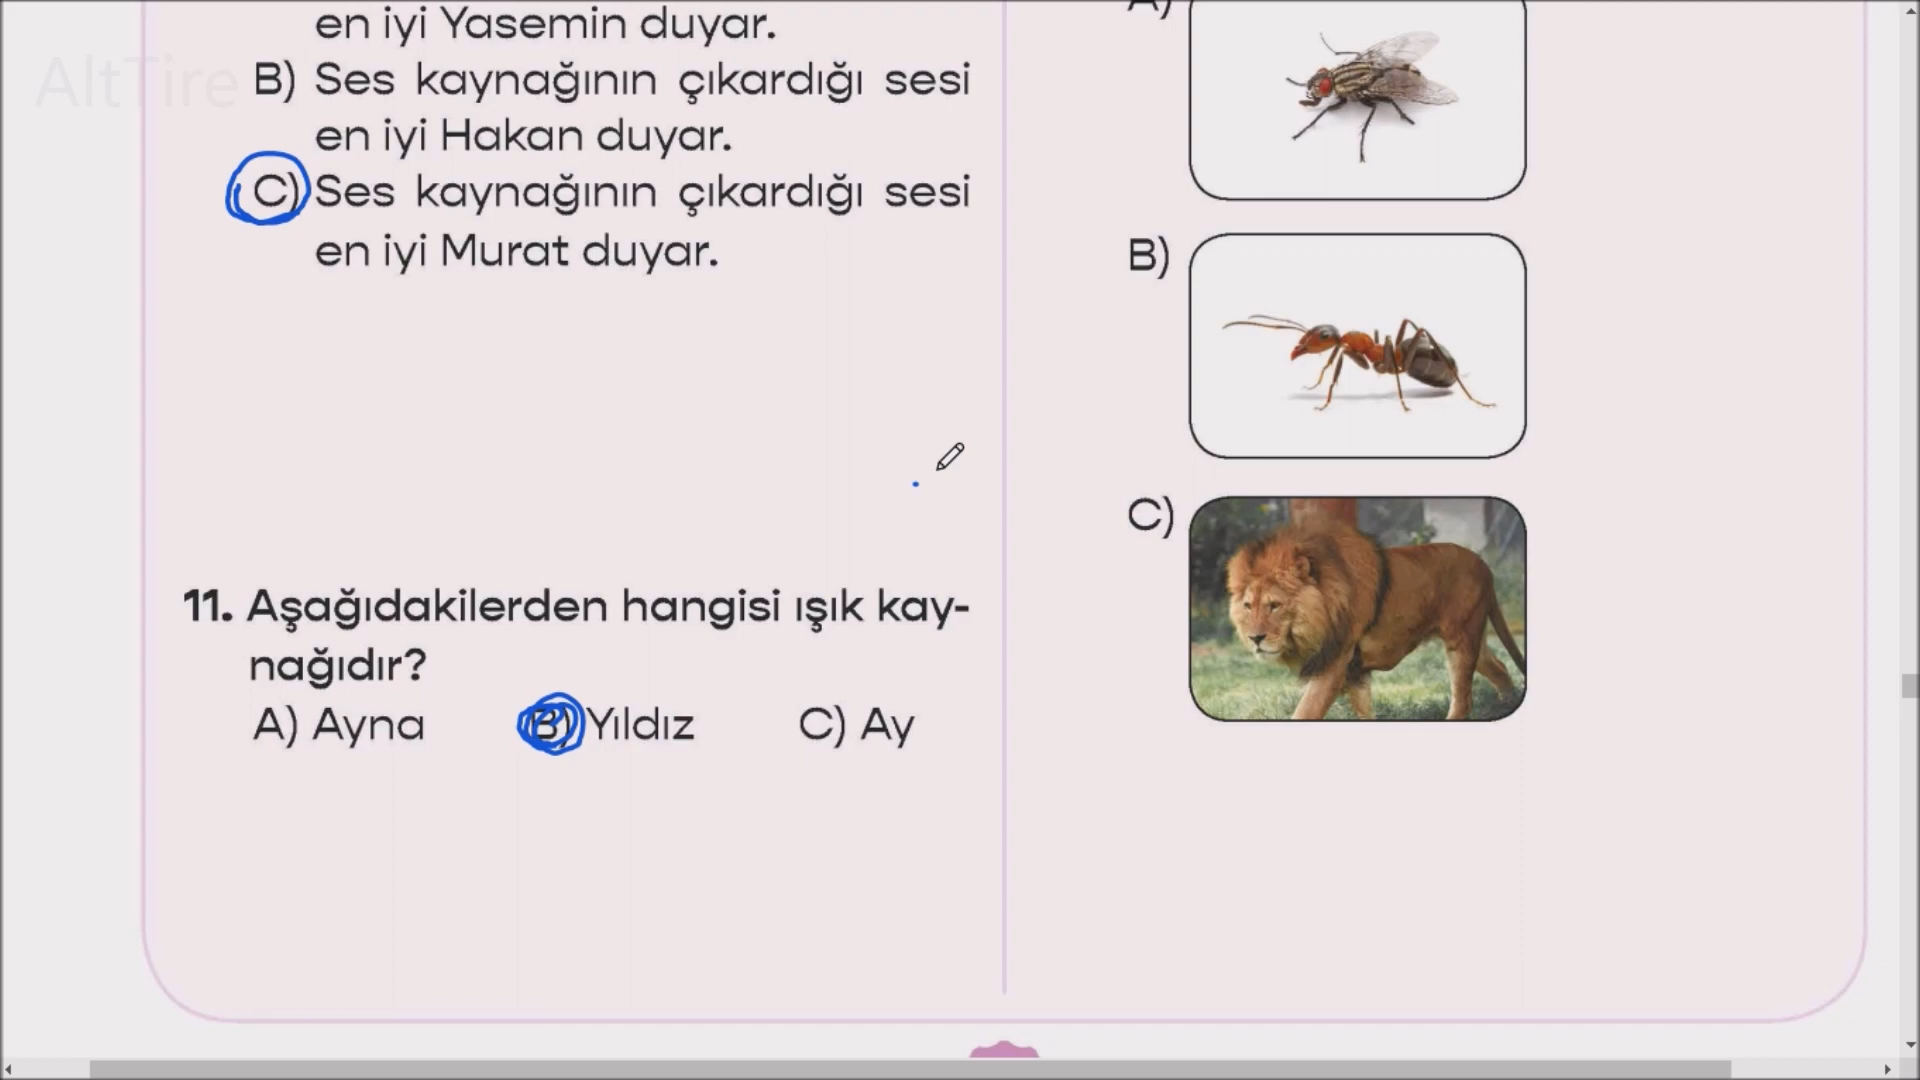 en iyi Yasemin duyar.
AltTire
B) Ses kaynağının çıkardığı sesi
en iyi Hakan duyar.
C) Ses kaynağının çıkardığı sesi
en iyi Murat duyar.
11. Aşağıdakilerden hangisi ışık kay-
nağıdır?
A) Ayna B) Yıldız C) Ay
A)
B)
C)